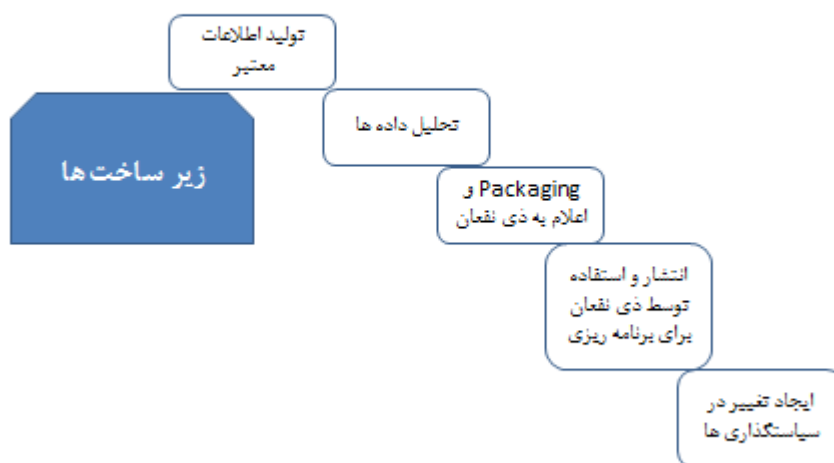 تولید اطلاعات
معتبر
زیر ساخت‌ها
تحلیل داده ها
Packaging و
اعلام به ذی نفعان
انتشار و استفاده
توسط ذی نفعان
برای برنامه ریزی
ایجاد تغییر در
سیاستگذاری ها